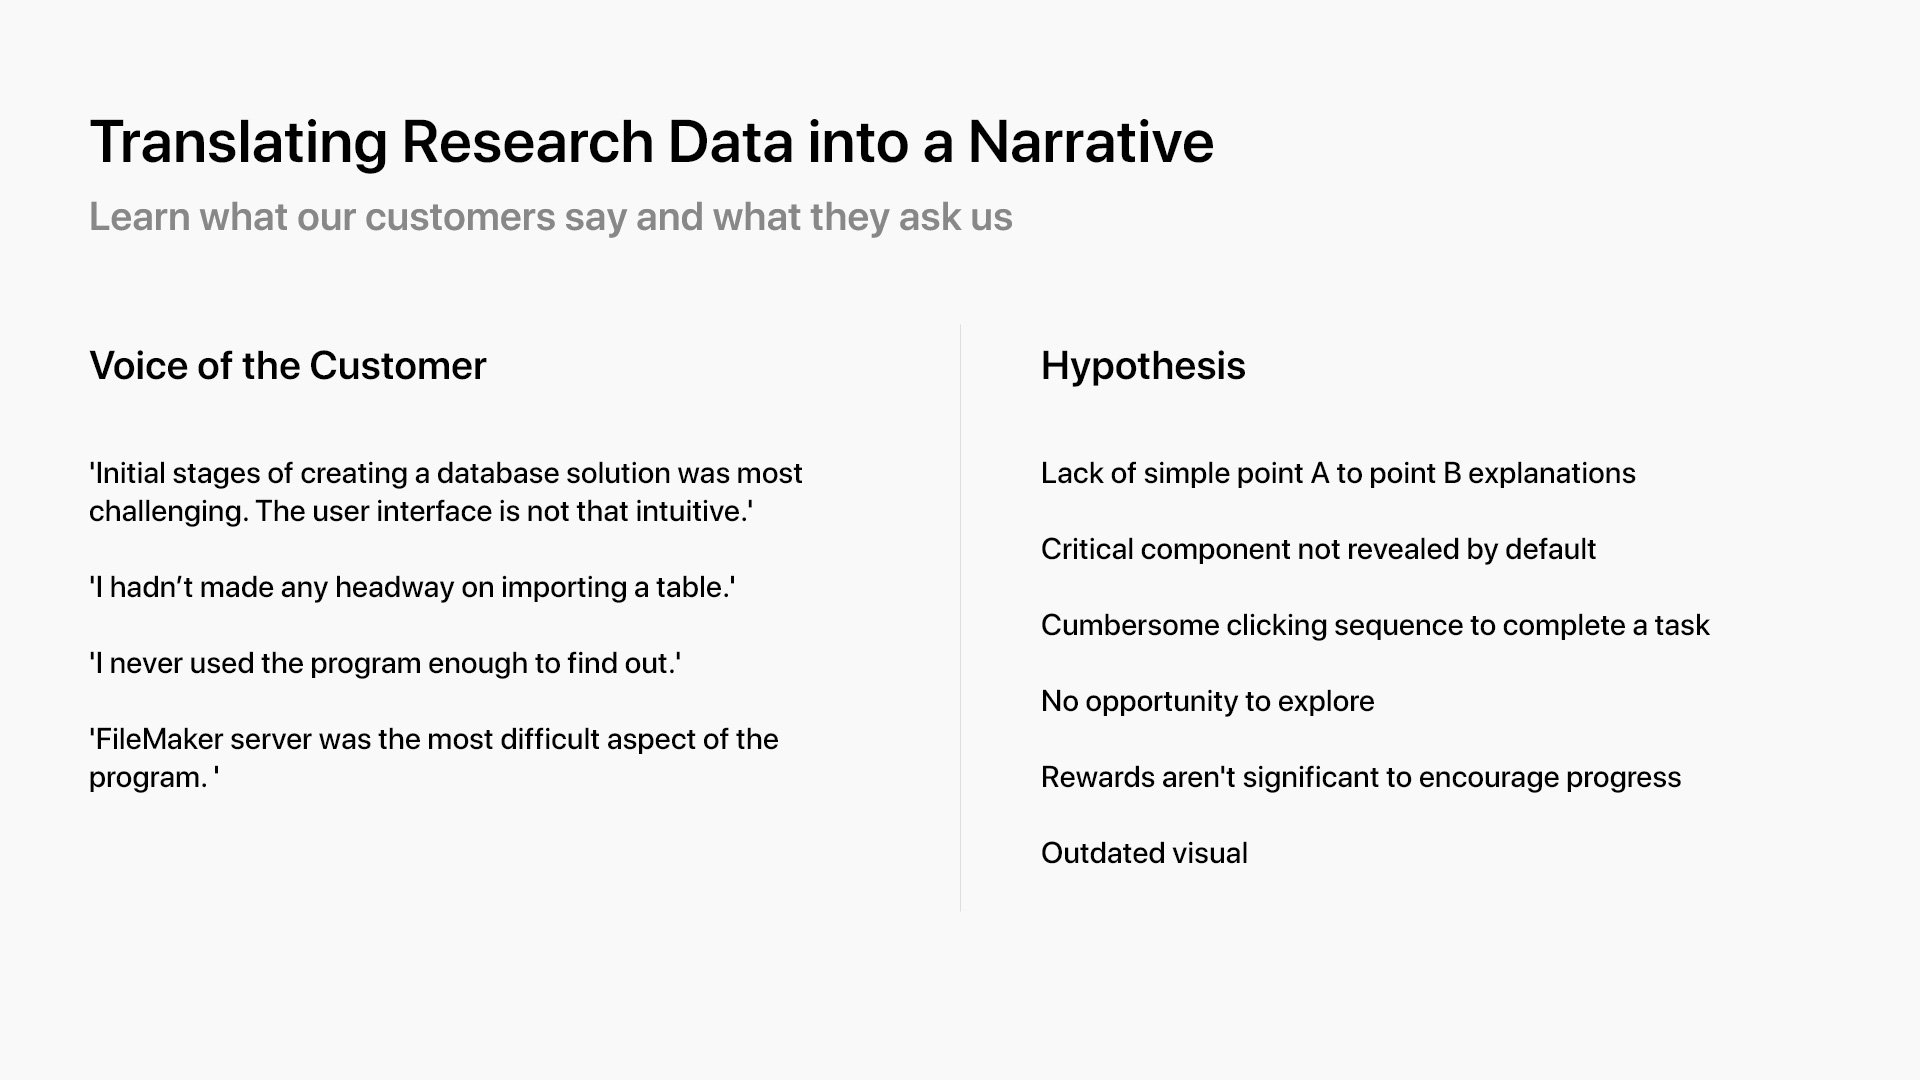 Translating Research Data into a Narrative
Learn what our customers say and what they ask us
Voice of the Customer
'Initial stages of creating a database solution was most
challenging. The user interface is not that intuitive.'
'I hadn’t made any headway on importing a table.'
'I never used the program enough to find out.'
'FileMaker server was the most difficult aspect of the
program. '
Hypothesis
Lack of simple point A to point B explanations
Critical component not revealed by default
Cumbersome clicking sequence to complete a task
No opportunity to explore
Rewards aren't significant to encourage progress
Outdated visual